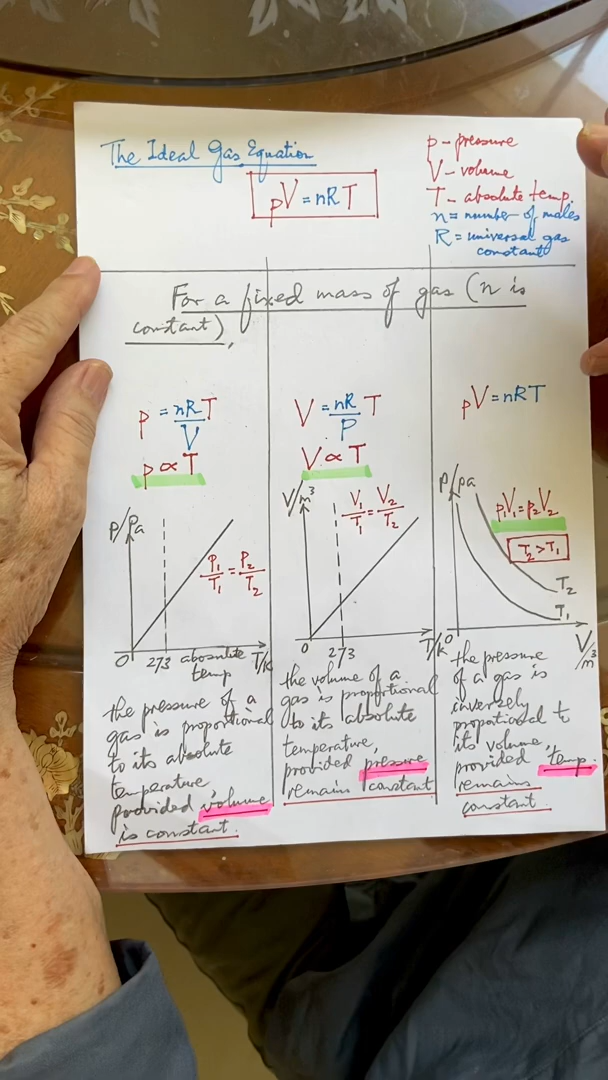 The Ideal Gas Equation
pV = nRT
p - pressure
V - volume
T - absolute temp.
n = number of moles
R = universal gas
constant
For a fixed mass of gas (n is
constant),
p = nR/V T
p ∝ T
P/Pa
P₁/T₁ = P₂/T₂
0 273 absolute T/K
temp
the pressure of a
gas is proportional
to its absolute
temperature
provided volume
is constant.
V = nR/P T
V ∝ T
V/m³
V₁/T₁ = V₂/T₂
0 273 T/K
the volume of a
gas is proportional
to its absolute
temperature,
provided pressure
remains constant
pV = nRT
P/pa
p₁V₁ = p₂V₂
T₂ > T₁
T₂
T₁
0 V/m³
the pressure
of a gas is
inversely
proportional to
its volume,
provided temp.
remains
constant.